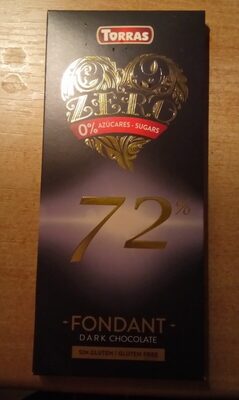 TORRAS
ZERO
0% AZÚCARES - SUGARS
72%
- FONDANT -
DARK CHOCOLATE
SIN GLUTEN / GLUTEN FREE